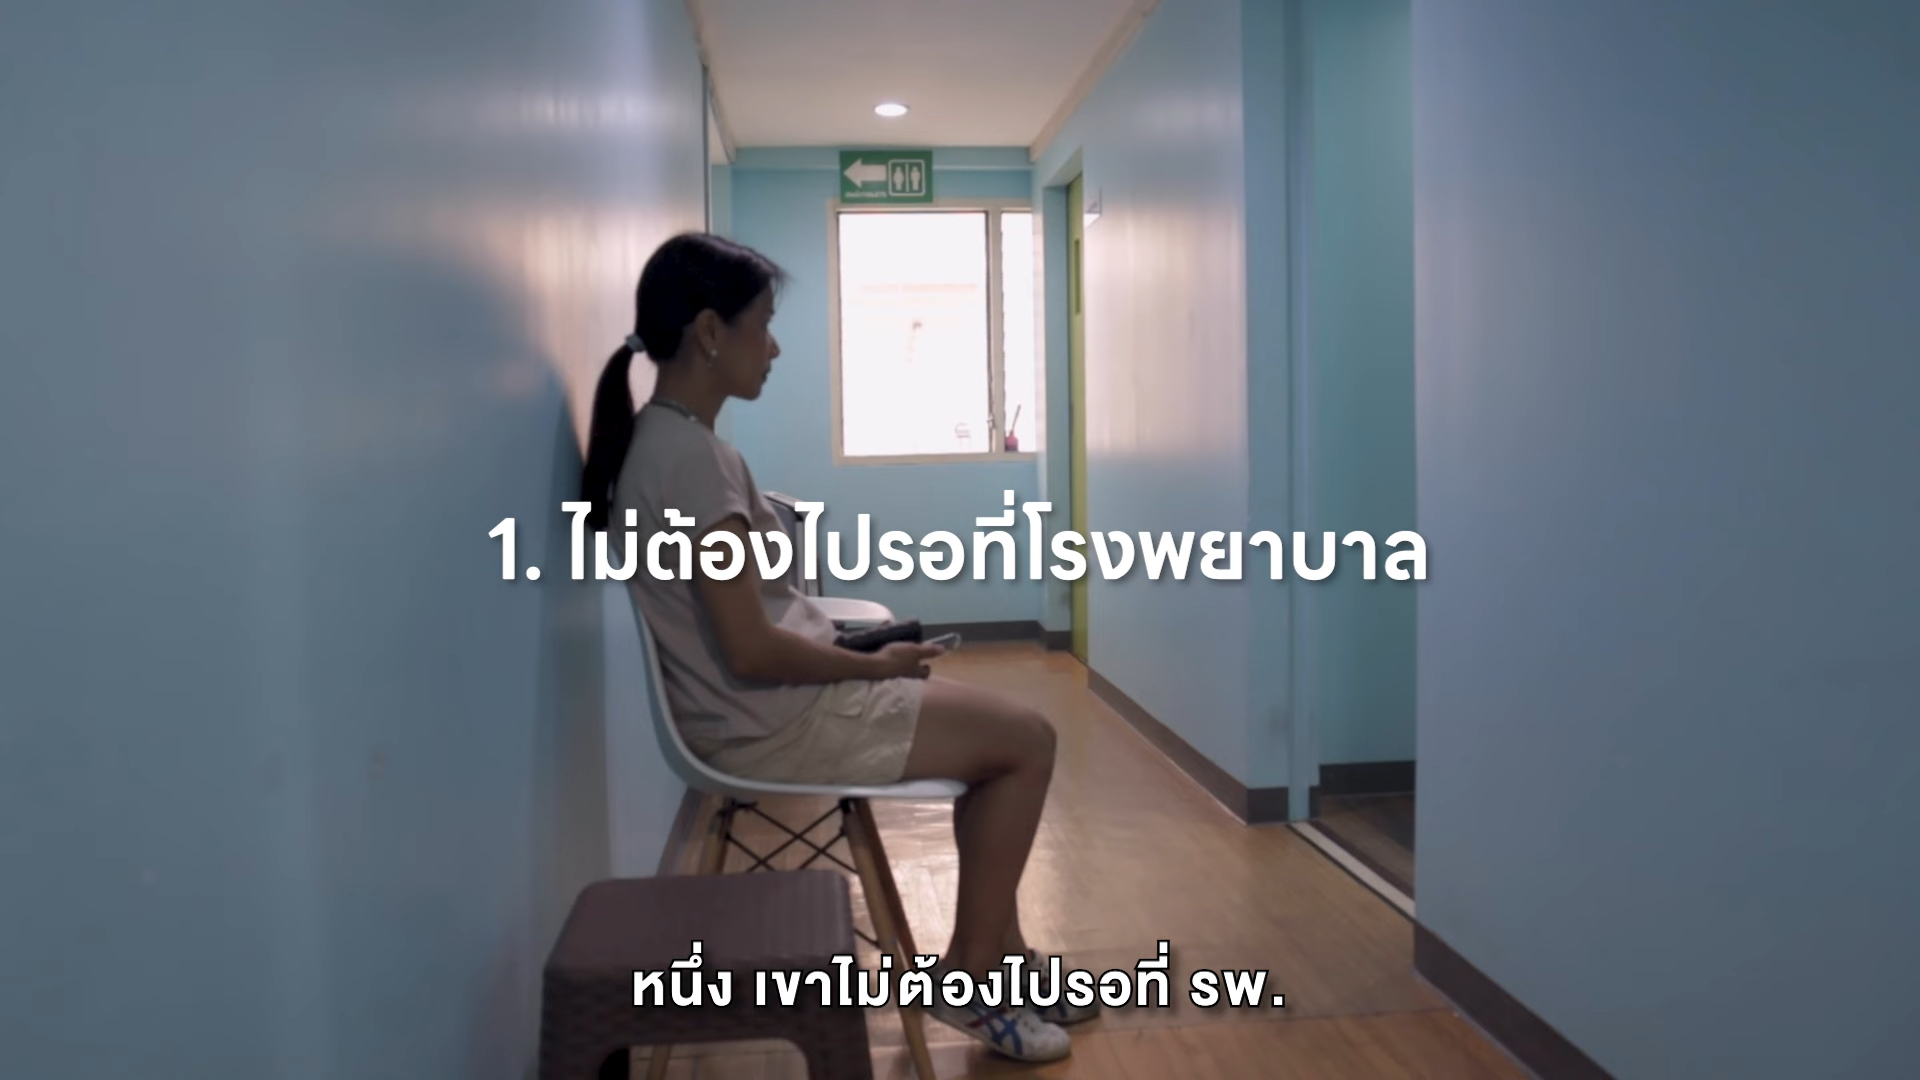 1. ไม่ต้องไปรอที่โรงพยาบาล
หนึ่ง เขาไม่ต้องไปรอที่ รพ.